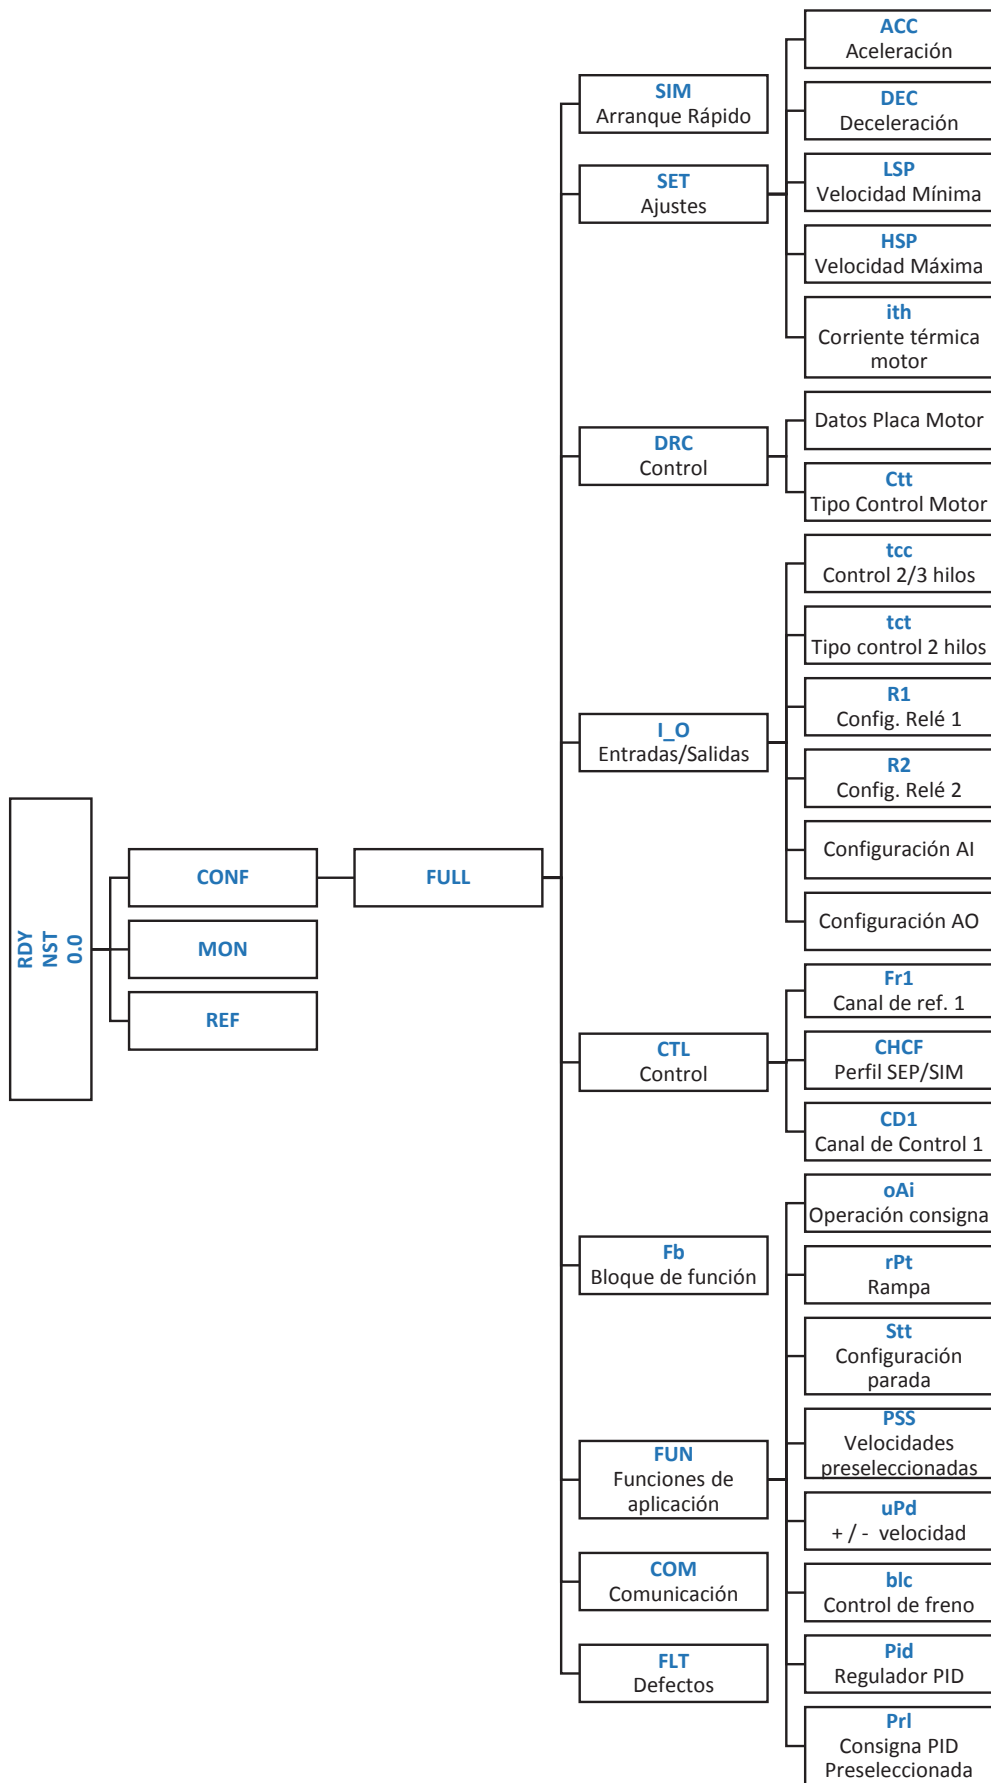 RDY
NST
0.0
CONF
MON
REF
FULL
SIM
Arranque Rápido
SET
Ajustes
ACC
Aceleración
DEC
Deceleración
LSP
Velocidad Mínima
HSP
Velocidad Máxima
ith
Corriente térmica
motor
DRC
Control
Datos Placa Motor
Ctt
Tipo Control Motor
I_O
Entradas/Salidas
tcc
Control 2/3 hilos
tct
Tipo control 2 hilos
R1
Config. Relé 1
R2
Config. Relé 2
Configuración AI
Configuración AO
CTL
Control
Fr1
Canal de ref. 1
CHCF
Perfil SEP/SIM
CD1
Canal de Control 1
Fb
Bloque de función
FUN
Funciones de
aplicación
oAi
Operación consigna
rPt
Rampa
Stt
Configuración
parada
PSS
Velocidades
preseleccionadas
uPd
+ / - velocidad
blc
Control de freno
Pid
Regulador PID
Prl
Consigna PID
Preseleccionada
COM
Comunicación
FLT
Defectos